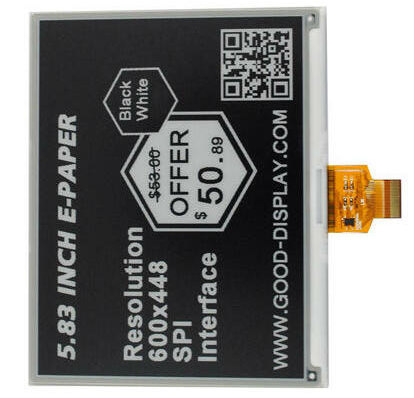 5.83 INCH E-PAPER
Black
White
$53.00
OFFER
$50.89
Resolution
600x448
SPI
Interface
WWW.GOOD-DISPLAY.COM